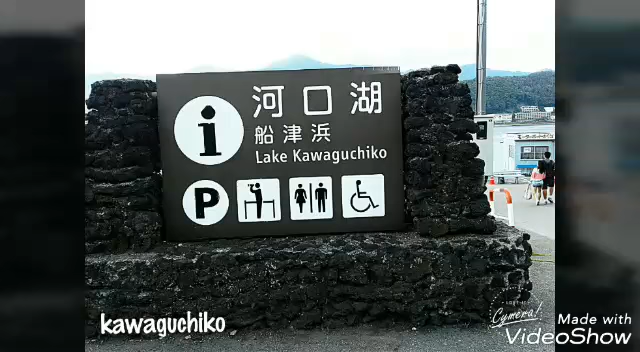 i
河口湖
船津浜
Lake Kawaguchiko
P
kawaguchiko
Cymera!
Made with
VideoShow